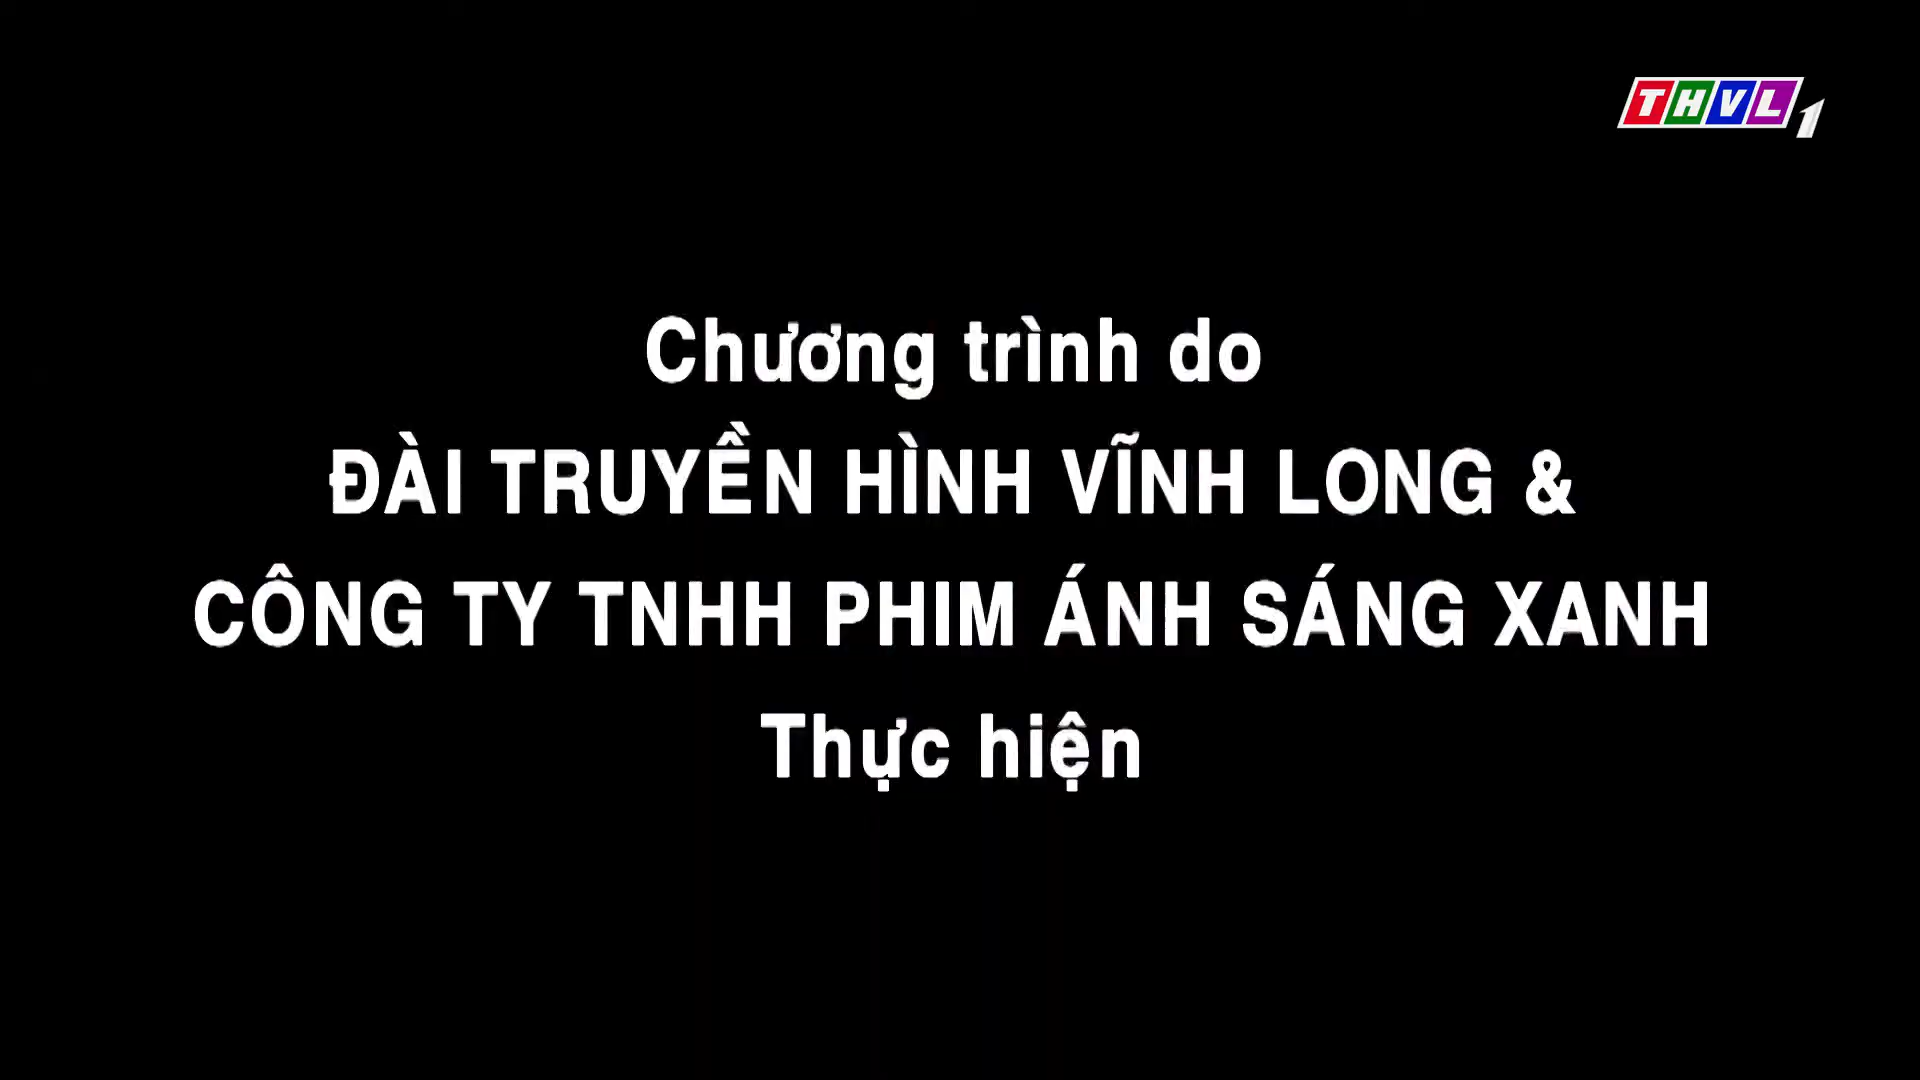 THVL1
Chương trình do
ĐÀI TRUYỀN HÌNH VĨNH LONG &
CÔNG TY TNHH PHIM ÁNH SÁNG XANH
Thực hiện